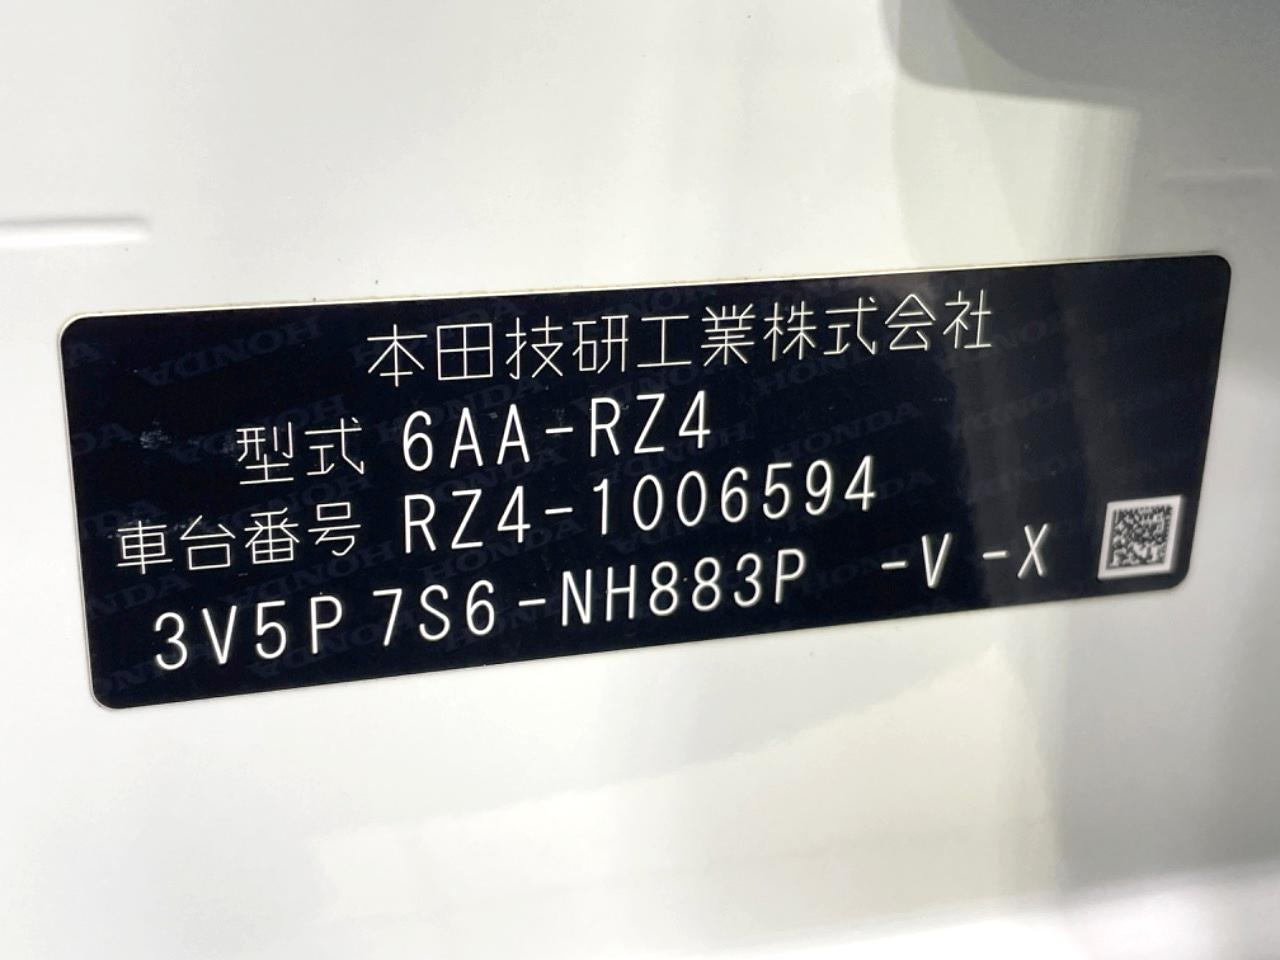 本田技研工業株式会社
型式 6AA-RZ4
車台番号 RZ4-1006594
3V5P 7S6-NH883P -V -X